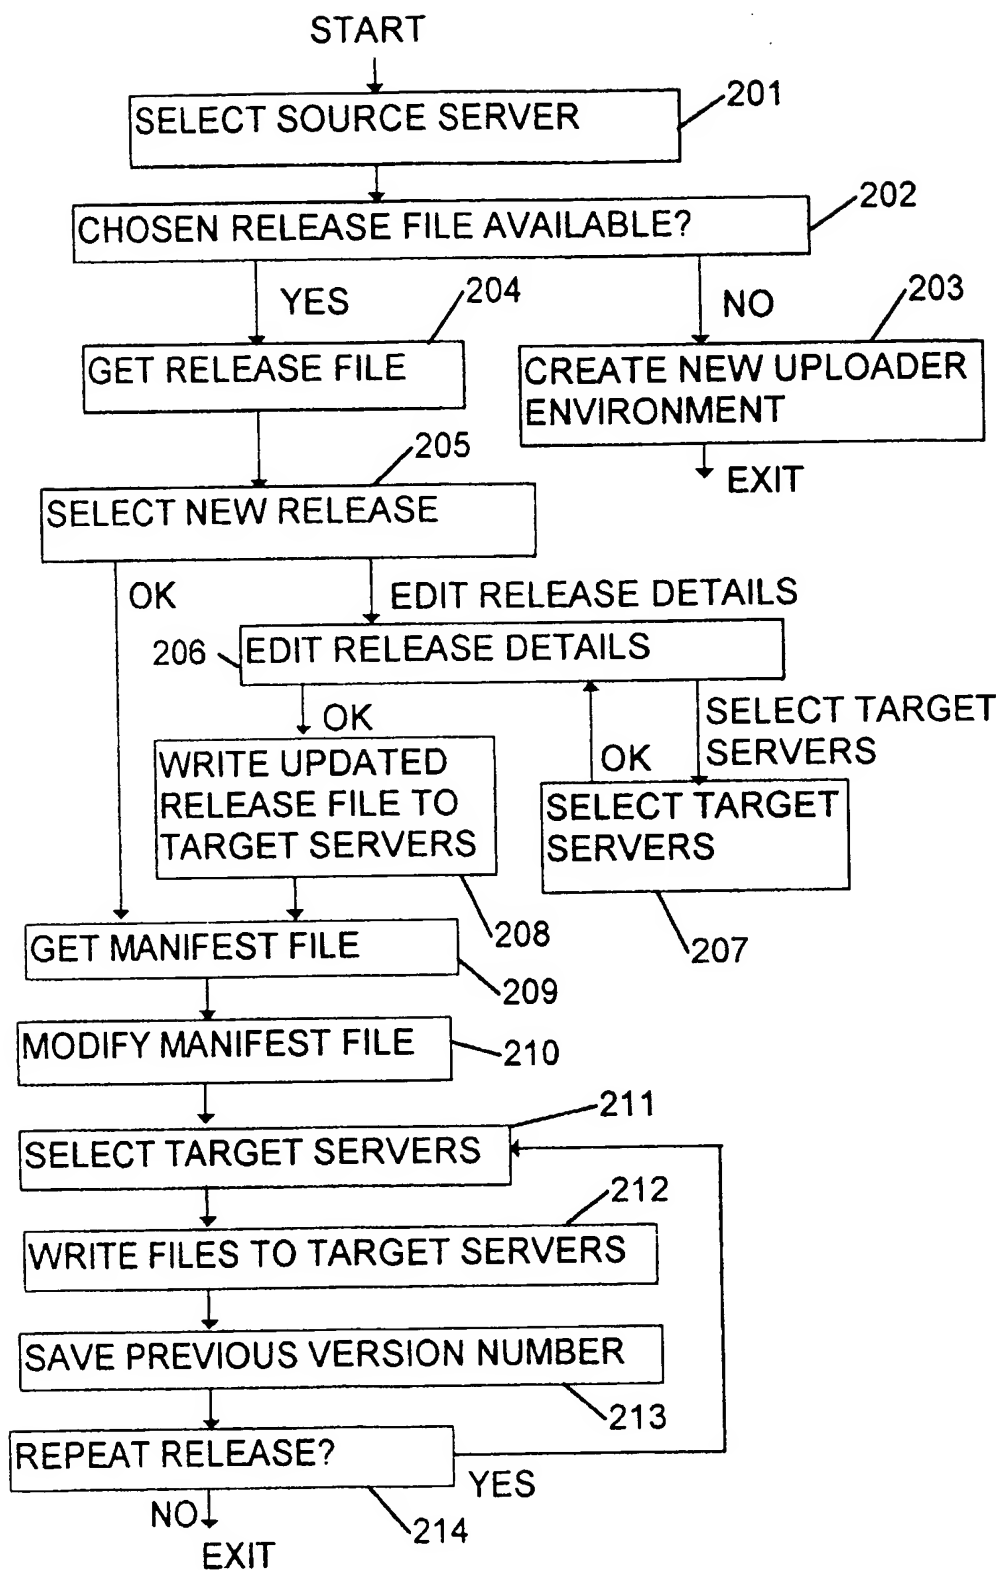 START
SELECT SOURCE SERVER
201
CHOSEN RELEASE FILE AVAILABLE?
202
YES
204
NO
203
GET RELEASE FILE
CREATE NEW UPLOADER
ENVIRONMENT
EXIT
205
SELECT NEW RELEASE
OK
EDIT RELEASE DETAILS
206
EDIT RELEASE DETAILS
OK
SELECT TARGET
SERVERS
OK
WRITE UPDATED
RELEASE FILE TO
TARGET SERVERS
SELECT TARGET
SERVERS
208
207
GET MANIFEST FILE
209
MODIFY MANIFEST FILE
210
211
SELECT TARGET SERVERS
212
WRITE FILES TO TARGET SERVERS
SAVE PREVIOUS VERSION NUMBER
213
REPEAT RELEASE?
YES
NO
214
EXIT